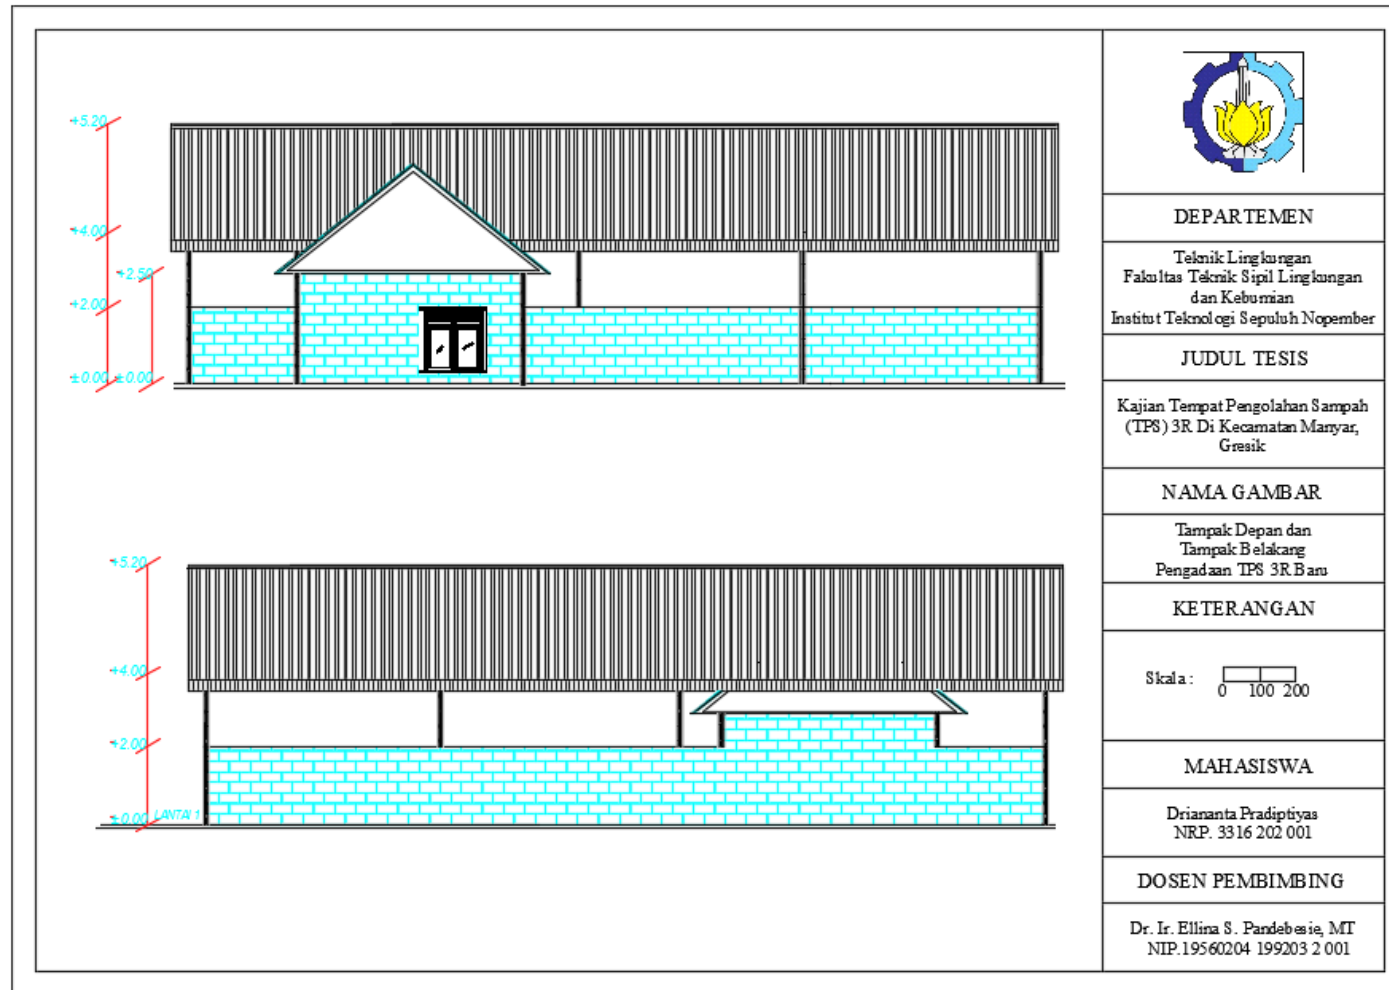 +5.20
+4.00
+2.50
+2.00
±0.00
±0.00
+5.20
+4.00
+2.00
±0.00
LANTAI 1
DEPARTEMEN
Teknik Lingkungan
Fakultas Teknik Sipil Lingkungan
dan Kebumian
Institut Teknologi Sepuluh Nopember
JUDUL TESIS
Kajian Tempat Pengolahan Sampah
(TPS) 3R Di Kecamatan Manyar,
Gresik
NAMA GAMBAR
Tampak Depan dan
Tampak Belakang
Pengadaan TPS 3R Baru
KETERANGAN
Skala :
0 100 200
MAHASISWA
Driananta Pradiptiyas
NRP. 3316 202 001
DOSEN PEMBIMBING
Dr. Ir. Ellina S. Pandebesie, MT
NIP.19560204 199203 2 001